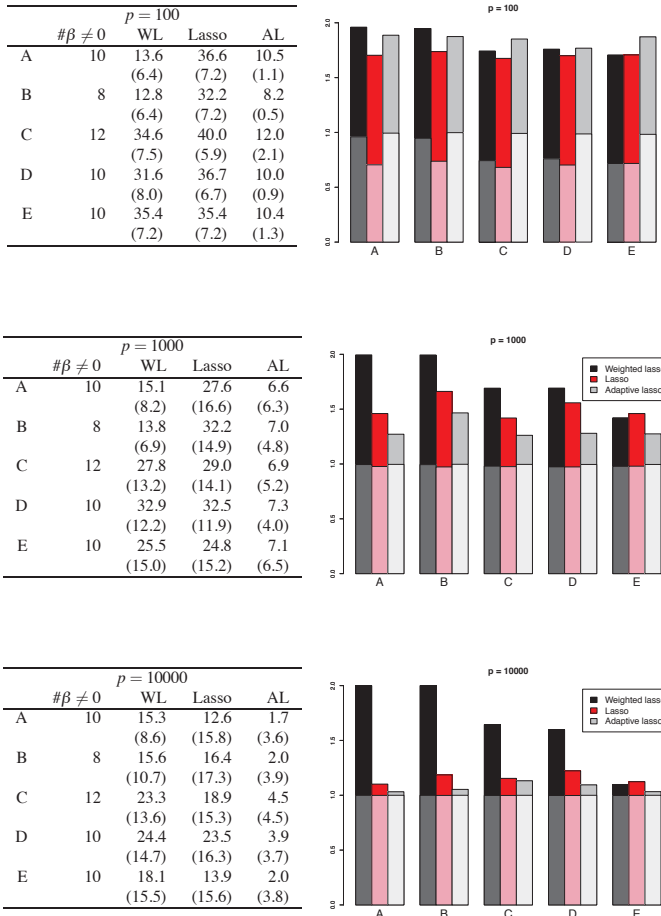 p = 100
#β ≠ 0 WL Lasso AL
A 10 13.6 36.6 10.5
(6.4) (7.2) (1.1)
B 8 12.8 32.2 8.2
(6.4) (7.2) (0.5)
C 12 34.6 40.0 12.0
(7.5) (5.9) (2.1)
D 10 31.6 36.7 10.0
(8.0) (6.7) (0.9)
E 10 35.4 35.4 10.4
(7.2) (7.2) (1.3)
p = 100
2.0
1.5
1.0
0.5
0.0
A B C D E
p = 1000
#β ≠ 0 WL Lasso AL
A 10 15.1 27.6 6.6
(8.2) (16.6) (6.3)
B 8 13.8 32.2 7.0
(6.9) (14.9) (4.8)
C 12 27.8 29.0 6.9
(13.2) (14.1) (5.2)
D 10 32.9 32.5 7.3
(12.2) (11.9) (4.0)
E 10 25.5 24.8 7.1
(15.0) (15.2) (6.5)
p = 1000
Weighted lasso
Lasso
Adaptive lasso
2.0
1.5
1.0
0.5
0.0
A B C D E
p = 10000
#β ≠ 0 WL Lasso AL
A 10 15.3 12.6 1.7
(8.6) (15.8) (3.6)
B 8 15.6 16.4 2.0
(10.7) (17.3) (3.9)
C 12 23.3 18.9 4.5
(13.6) (15.3) (4.5)
D 10 24.4 23.5 3.9
(14.7) (16.3) (3.7)
E 10 18.1 13.9 2.0
(15.5) (15.6) (3.8)
p = 10000
Weighted lasso
Lasso
Adaptive lasso
2.0
1.5
1.0
0.5
0.0
A B C D E